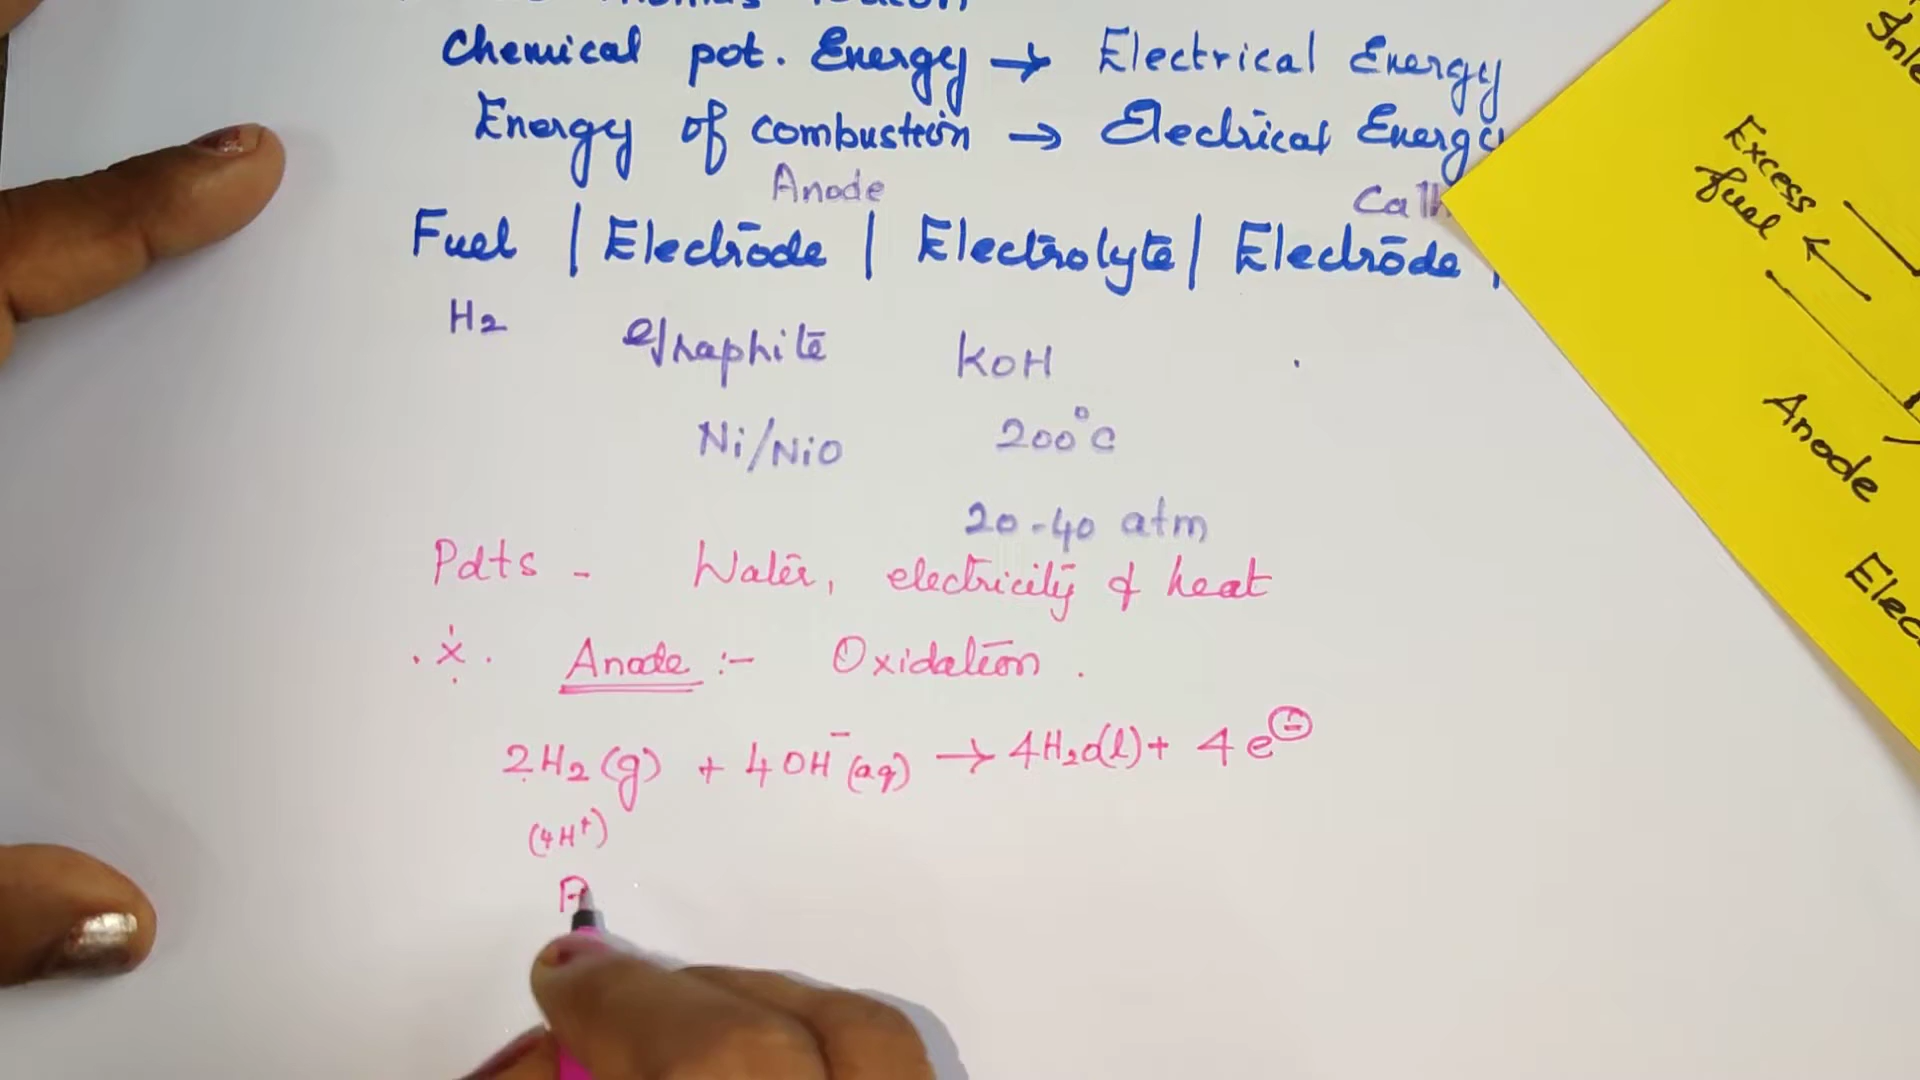 Chemical pot. Energy → Electrical Energy
Energy of combustion → Electrical Energy
Anode
Fuel | Electrode | Electrolyte | Electrode
H2 Graphite KOH
Ni/NiO 200°C
20-40 atm
Pdts - Water, electricity & heat
Anode :- Oxidation.
2H₂(g) + 4OH⁻(aq) → 4H₂O(l) + 4e⊖
(4H⁺)
Excess
fuel ←
Anode